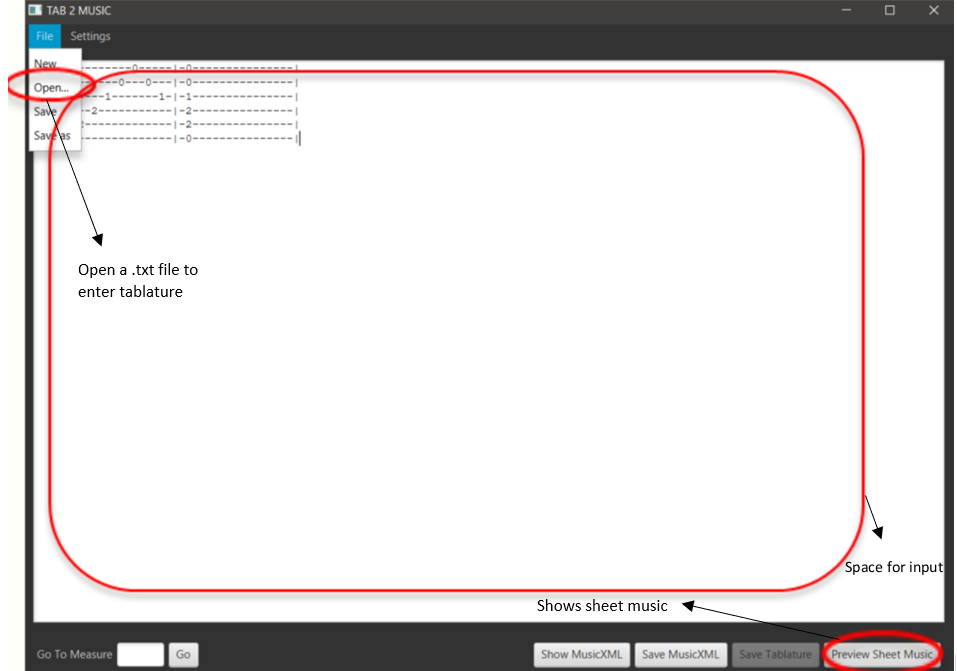 TAB 2 MUSIC
File Settings
New --------0-----|-0---------------|
------0---0---|-0---------------|
Open...
----1-------1-|-1---------------|
Save --2-----------|-2---------------|
--------------|-2---------------|
Save as --------------|-0---------------|
Open a .txt file to
enter tablature
Space for input
Shows sheet music
Go To Measure Go Show MusicXML Save MusicXML Save Tablature Preview Sheet Music